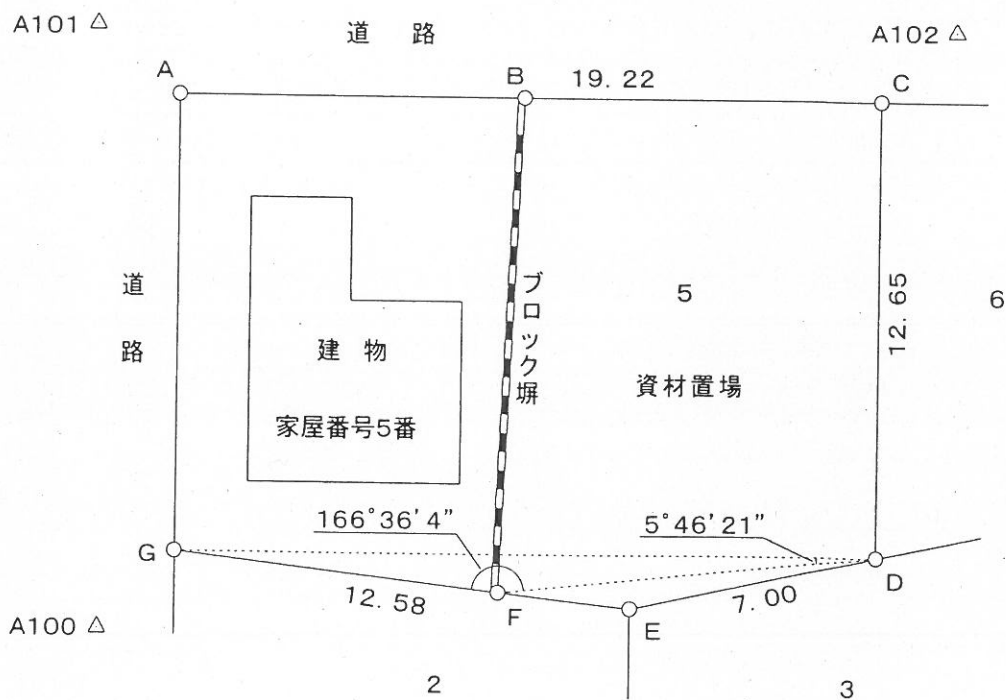 A101 △
道 路
A102 △
A
B
19. 22
C
道路
ブロック塀
5
12. 65
6
建 物
資材置場
家屋番号5番
166°36'4"
5°46'21"
G
12. 58
7. 00
D
F
E
A100 △
2
3